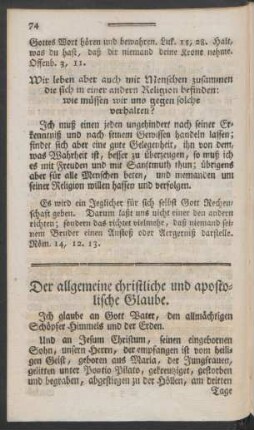 74
Gottes Wort hören und bewahren. Luk. 11, 28. Halt,
was du hast, daß dir niemand deine Krone nehme.
Offenb. 3, 11.
Wir leben aber auch mit Menschen zusammen
die sich in einer andern Religion befinden:
wie müssen wir uns gegen solche
verhalten?
Ich muß einen jeden ungehindert nach seiner Er-
kenntniß und nach seinem Gewissen handeln lassen;
findet sich aber eine gute Gelegenheit, ihn von dem,
was Wahrheit ist, besser zu überzeugen, so muß ich
es mit Freuden und mit Sanftmuth thun; übrigens
aber für alle Menschen beten, und niemanden um
seiner Religion willen hassen und verfolgen.
Es wird ein Jeglicher für sich selbst Gott Rechen-
schaft geben. Darum laßt uns nicht einer den andern
richten; sondern das richtet vielmehr, daß niemand sei-
nem Bruder einen Anstoß oder Aergerniß darstelle.
Röm. 14, 12. 13.
Der allgemeine christliche und aposto-
lische Glaube.
Ich glaube an Gott Vater, den allmächtigen
Schöpfer Himmels und der Erden.
Und an Jesum Christum, seinen eingebornen
Sohn, unsern Herrn, der empfangen ist vom heili-
gen Geist, geboren aus Maria, der Jungfrauen,
gelitten unter Pontio Pilato, gekreuziget, gestorben
und begraben, abgestiegen zu der Höllen, am dritten
Tage